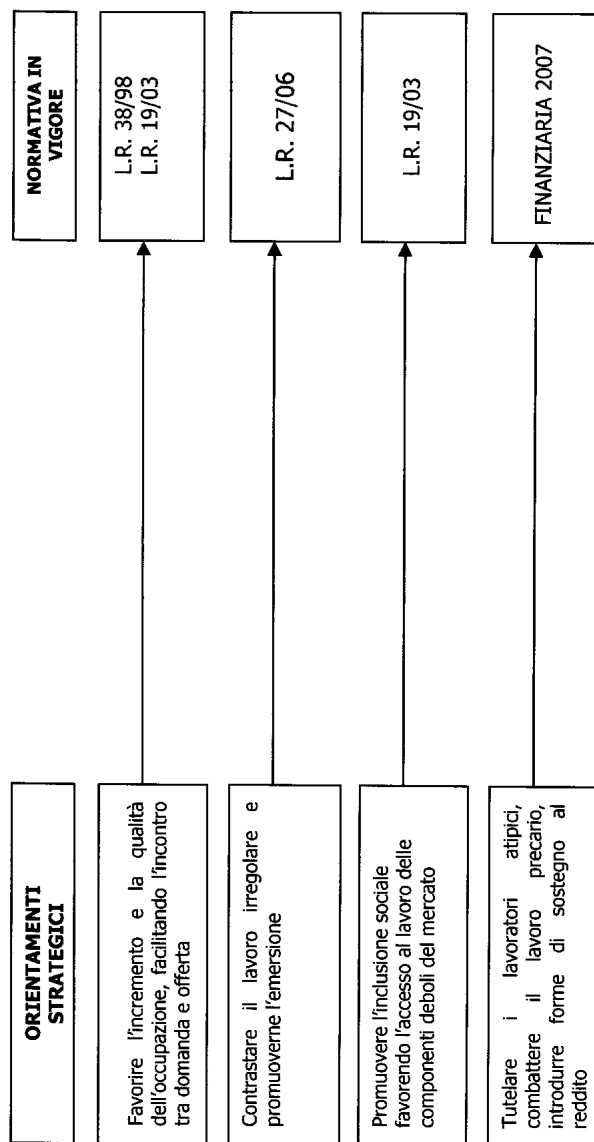 ORIENTAMENTI
STRATEGICI
NORMATIVA IN
VIGORE
Favorire l'incremento e la qualità
dell'occupazione, facilitando l'incontro
tra domanda e offerta
L.R. 38/98
L.R. 19/03
Contrastare il lavoro irregolare e
promuoverne l'emersione
L.R. 27/06
Promuovere l'inclusione sociale
favorendo l'accesso al lavoro delle
componenti deboli del mercato
L.R. 19/03
Tutelare i lavoratori atipici,
combattere il lavoro precario,
introdurre forme di sostegno al
reddito
FINANZIARIA 2007